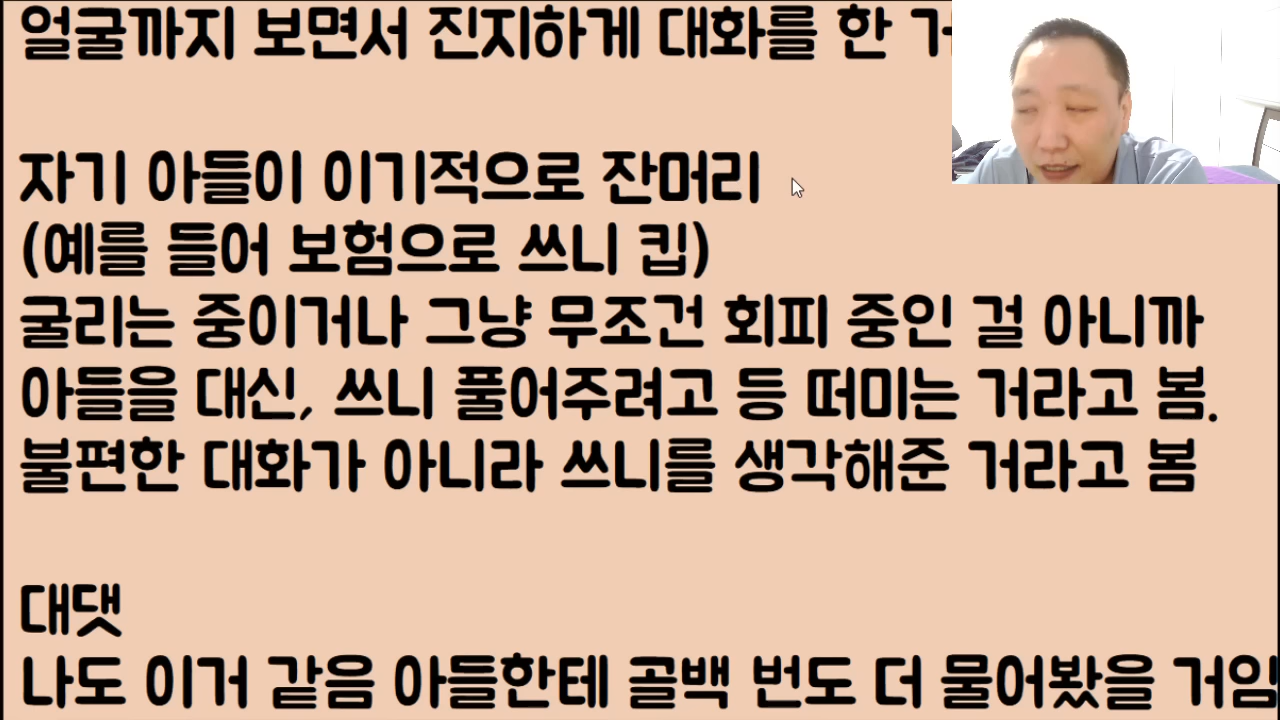 얼굴까지 보면서 진지하게 대화를 한
자기 아들이 이기적으로 잔머리
(예를 들어 보험으로 쓰니 킵)
굴리는 중이거나 그냥 무조건 회피 중인 걸 아니까
아들을 대신, 쓰니 풀어주려고 등 떠미는 거라고 봄.
불편한 대화가 아니라 쓰니를 생각해준 거라고 봄
대댓
나도 이거 같음 아들한테 골백 번도 더 물어봤을 거임